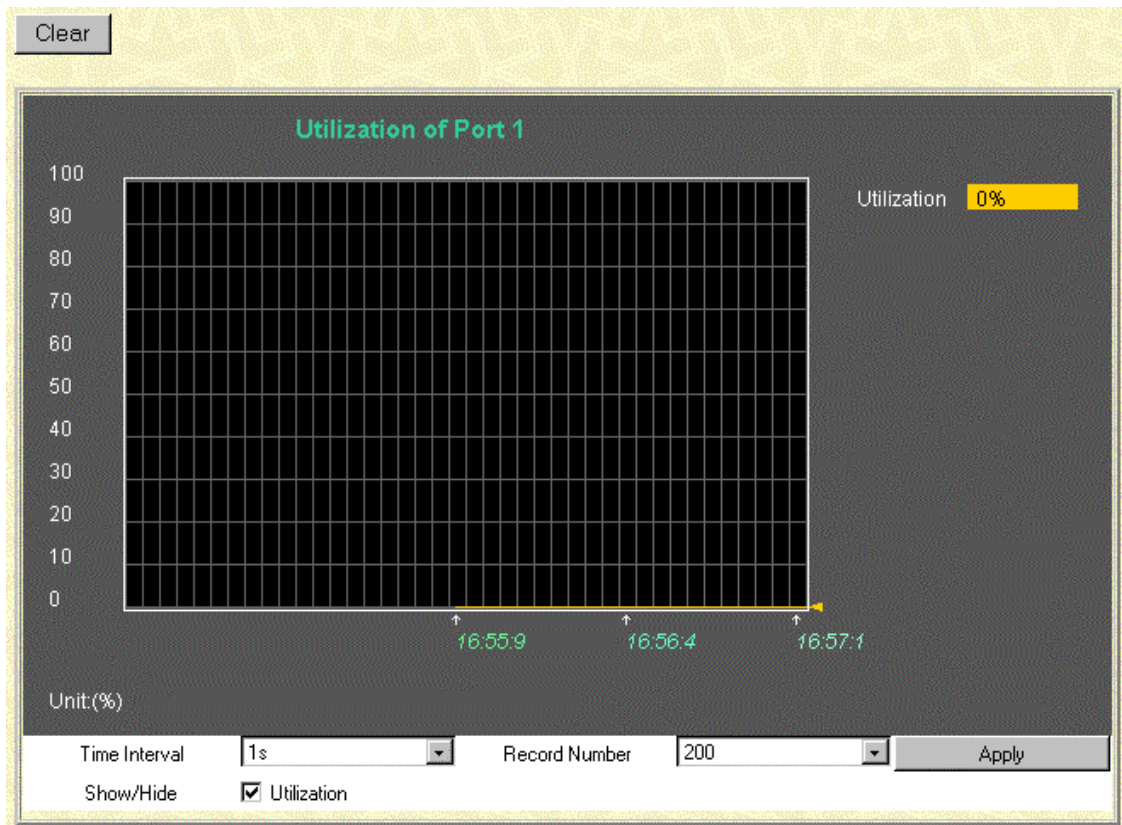 Clear
Utilization of Port 1
100
90
80
70
60
50
40
30
20
10
0
Utilization 0%
16:55:9 16:56:4 16:57:1
Unit:(%)
Time Interval 1s Record Number 200 Apply
Show/Hide Utilization